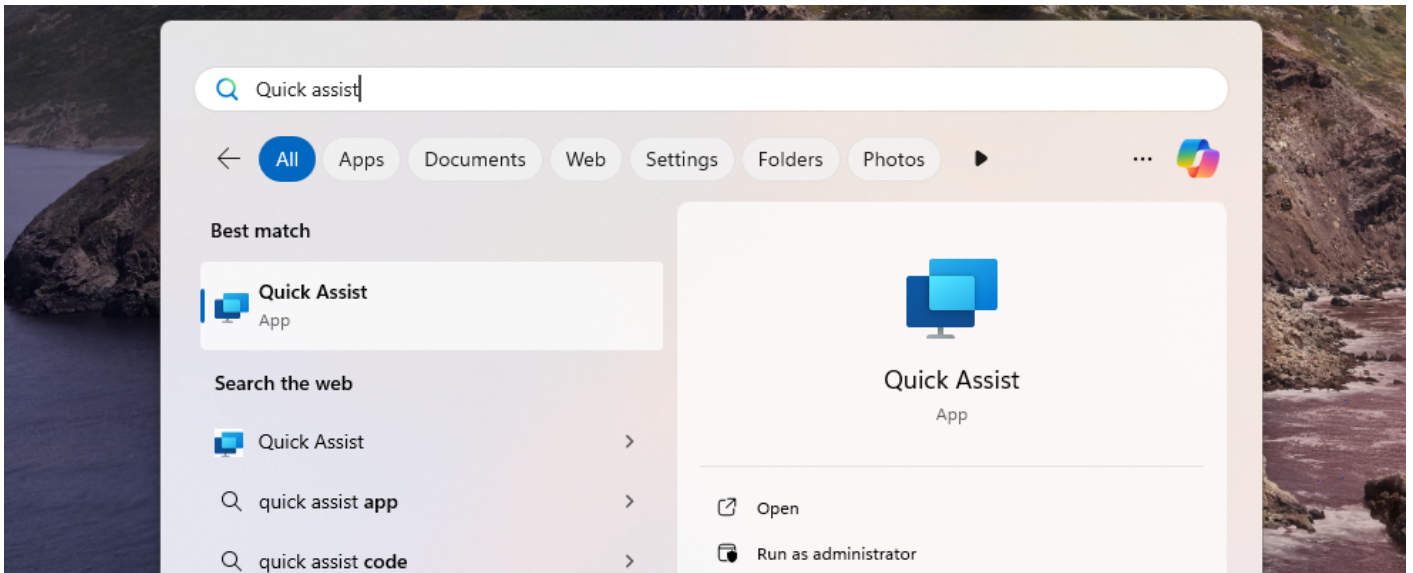 Quick assist
All Apps Documents Web Settings Folders Photos
Best match
Quick Assist
App
Search the web
Quick Assist
quick assist app
quick assist code
Quick Assist
App
Open
Run as administrator